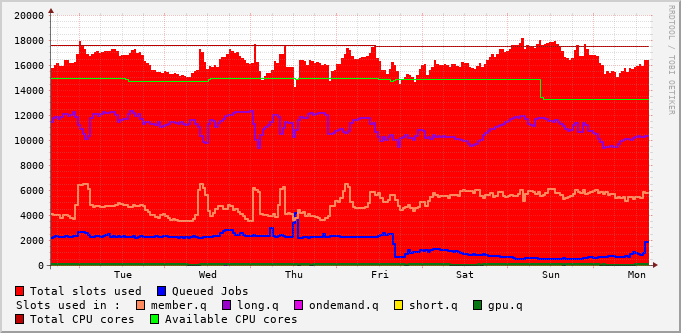 20000
18000
16000
14000
12000
10000
8000
6000
4000
2000
0
Tue Wed Thu Fri Sat Sun Mon
Total slots used Queued Jobs
Slots used in : member.q long.q ondemand.q short.q gpu.q
Total CPU cores Available CPU cores
RRDTOOL / TOBI OETIKER